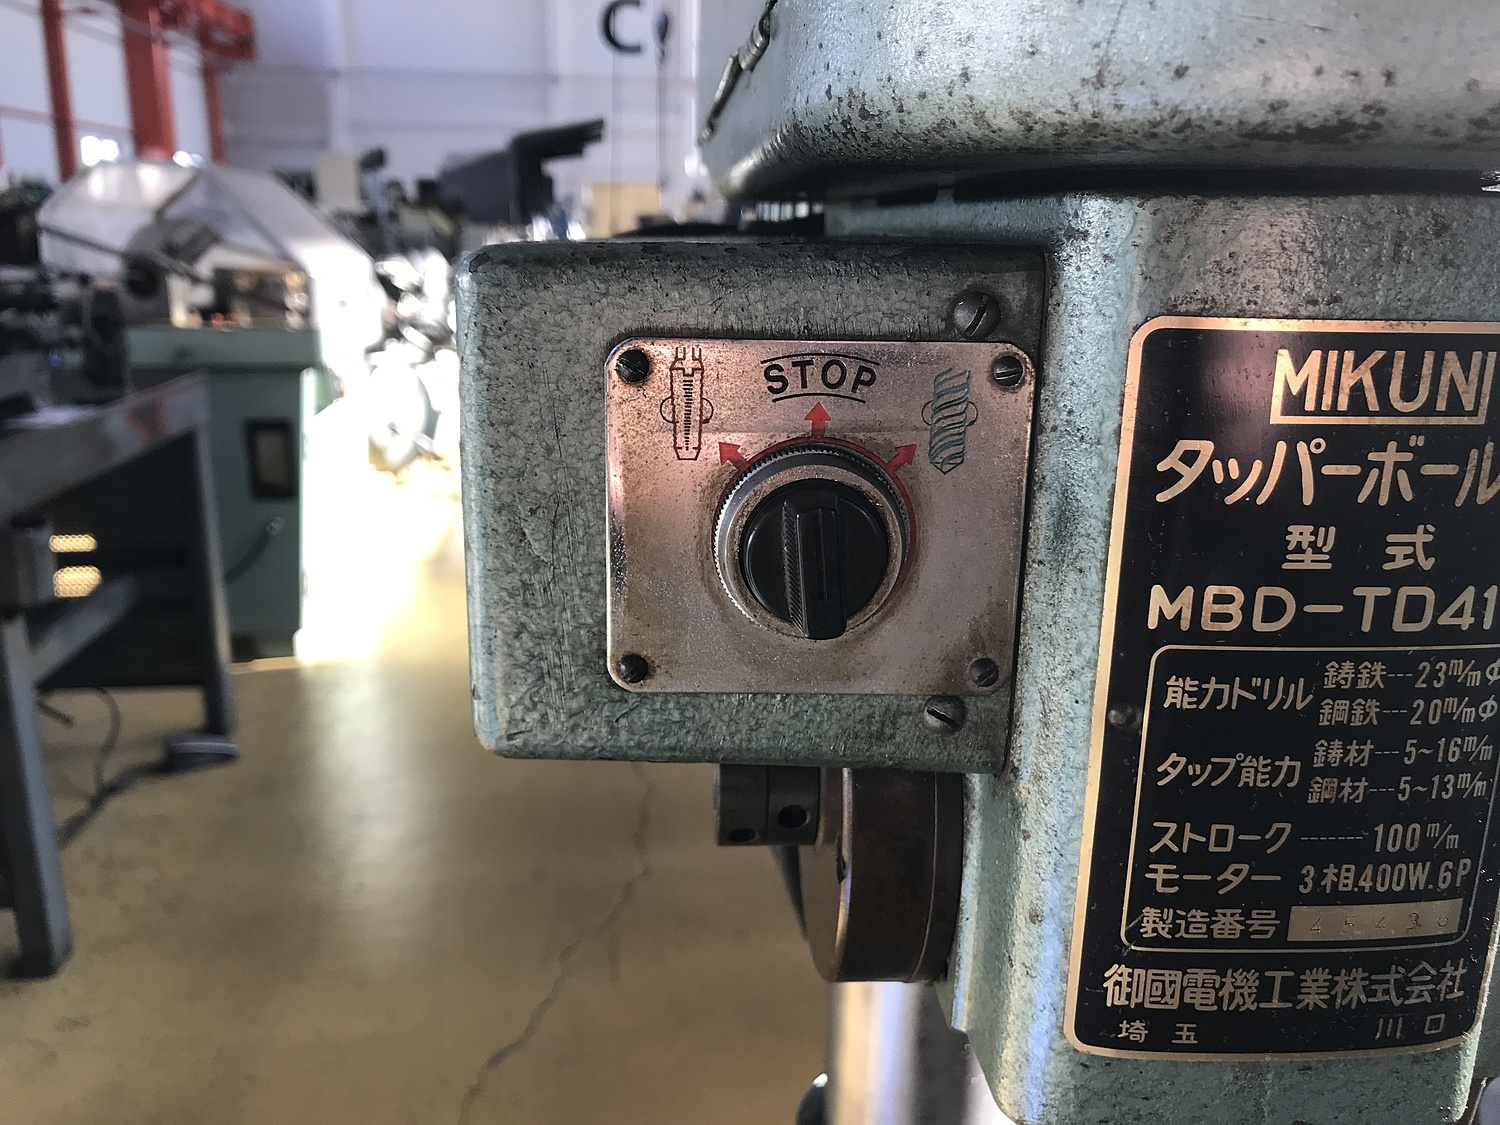 C
STOP
MIKUNI
タッパーボール
型式
MBD-TD41
能力ドリル 鋳鉄---23m/mφ
鋼鉄---20m/mφ
タップ能力 鋳材---5~16m/m
鋼材---5~13m/m
ストローク-------100m/m
モーター 3相.400W.6P
製造番号
御國電機工業株式会社
埼玉 川口